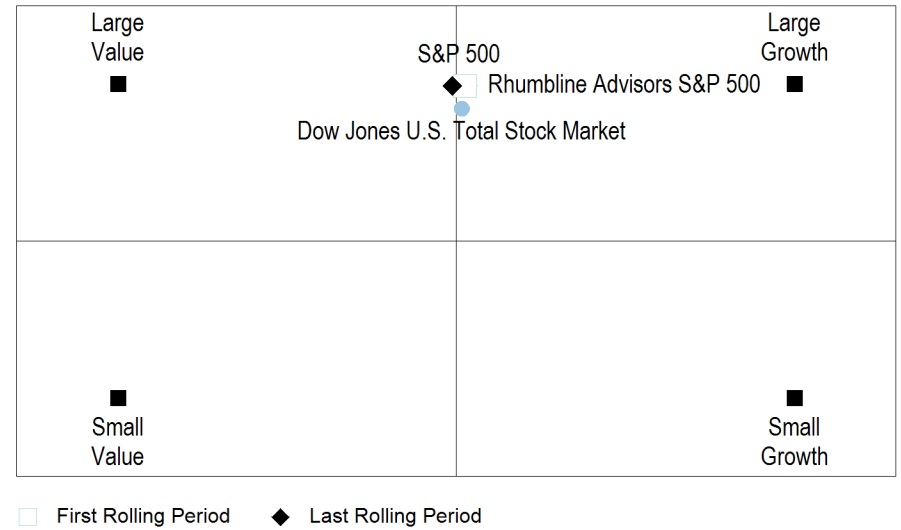 Large
Value
Large
Growth
S&P 500
Rhumbline Advisors S&P 500
Dow Jones U.S. Total Stock Market
Small
Value
Small
Growth
First Rolling Period
Last Rolling Period